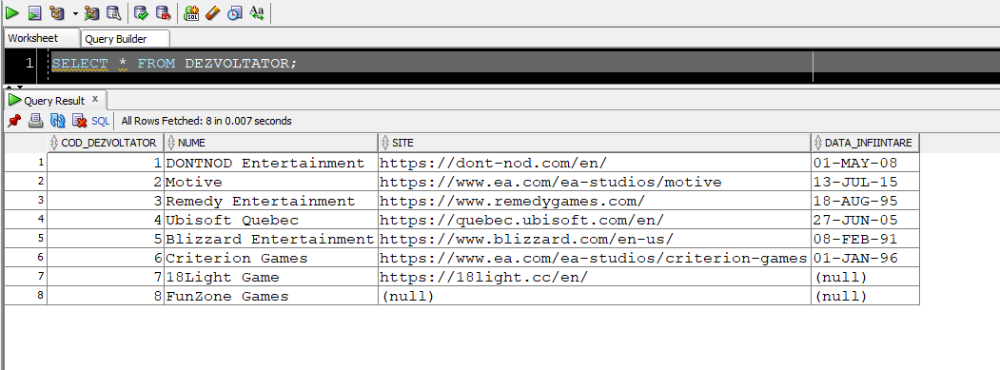 SQL
Aa
Worksheet Query Builder
1 SELECT * FROM DEZVOLTATOR;
Query Result x
SQL All Rows Fetched: 8 in 0.007 seconds
COD_DEZVOLTATOR NUME SITE DATA_INFIINTARE
1 1 DONTNOD Entertainment https://dont-nod.com/en/ 01-MAY-08
2 2 Motive https://www.ea.com/ea-studios/motive 13-JUL-15
3 3 Remedy Entertainment https://www.remedygames.com/ 18-AUG-95
4 4 Ubisoft Quebec https://quebec.ubisoft.com/en/ 27-JUN-05
5 5 Blizzard Entertainment https://www.blizzard.com/en-us/ 08-FEB-91
6 6 Criterion Games https://www.ea.com/ea-studios/criterion-games 01-JAN-96
7 7 18Light Game https://18light.cc/en/ (null)
8 8 FunZone Games (null) (null)